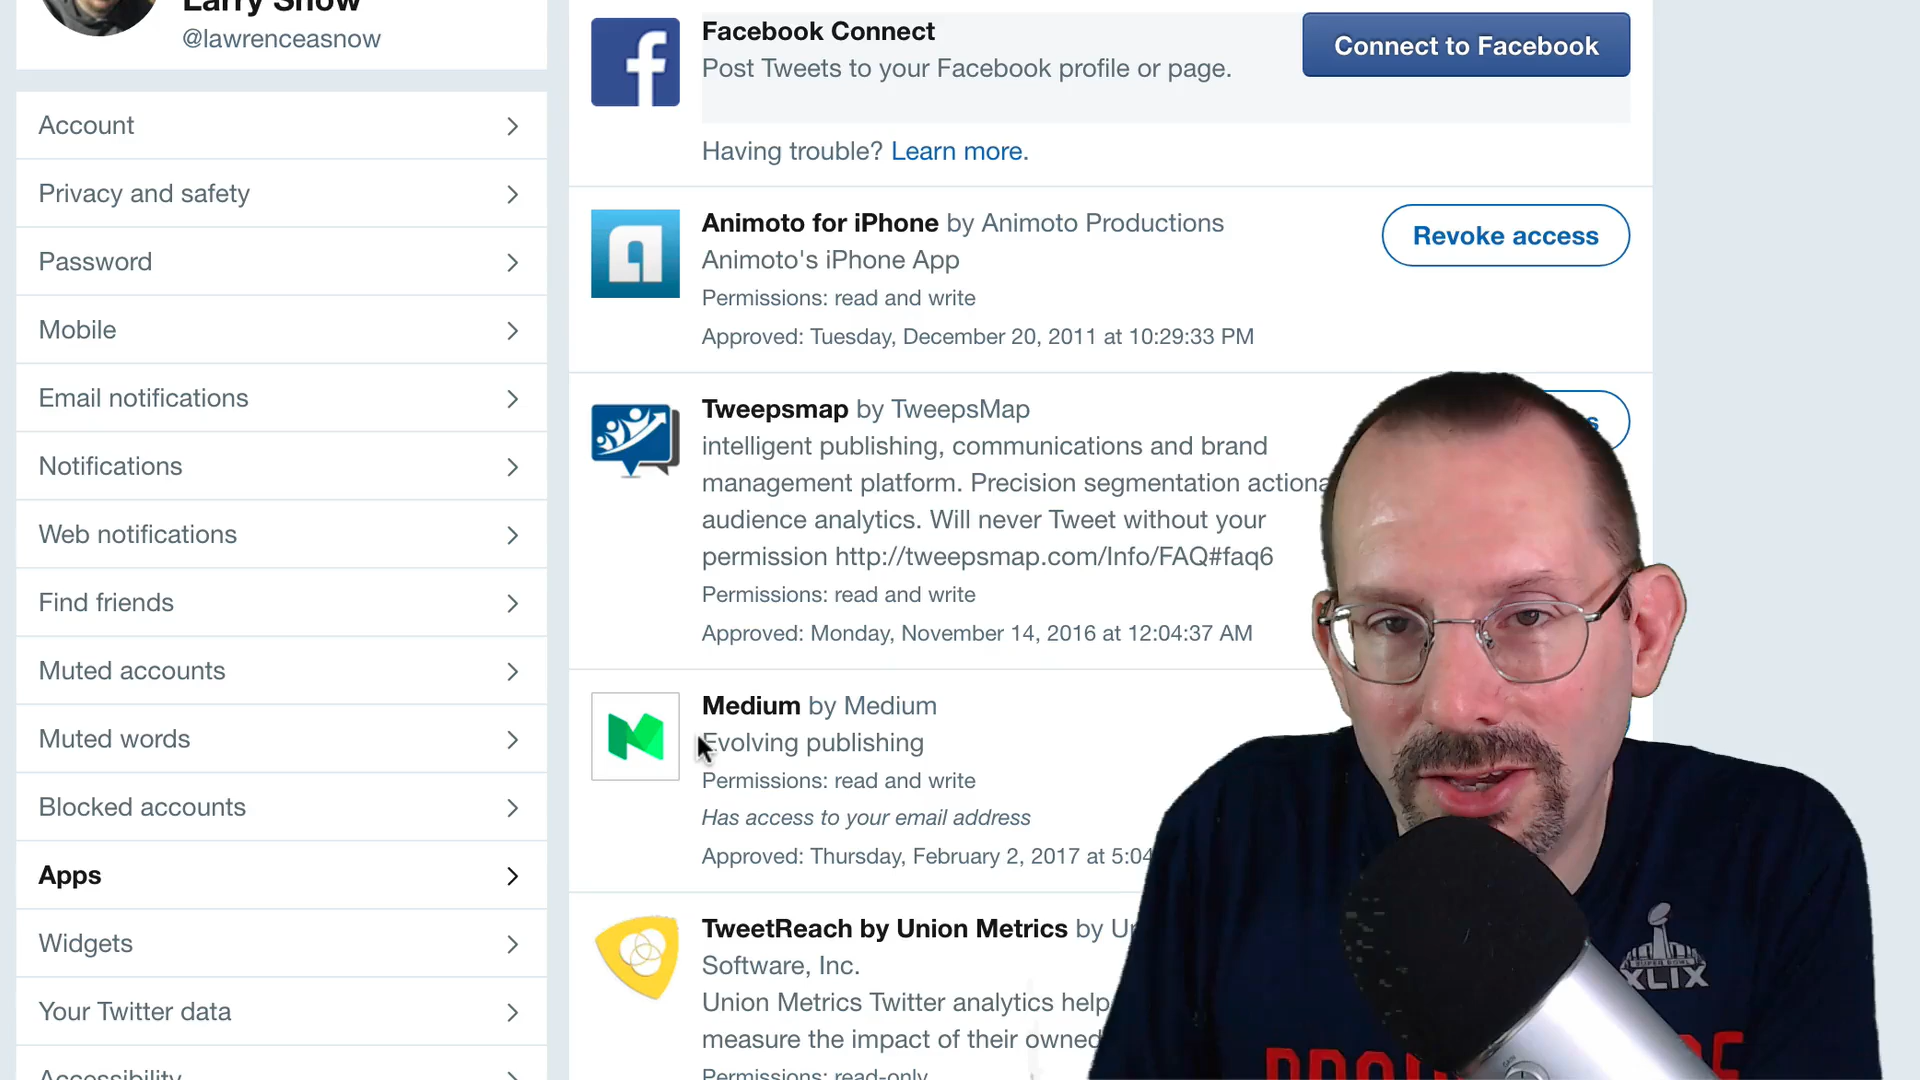 Larry Snow
@lawrenceasnow
Account
Privacy and safety
Password
Mobile
Email notifications
Notifications
Web notifications
Find friends
Muted accounts
Muted words
Blocked accounts
Apps
Widgets
Your Twitter data
Accessibility
Facebook Connect
Post Tweets to your Facebook profile or page.
Connect to Facebook
Having trouble? Learn more.
Animoto for iPhone by Animoto Productions
Animoto's iPhone App
Permissions: read and write
Approved: Tuesday, December 20, 2011 at 10:29:33 PM
Revoke access
Tweepsmap by TweepsMap
intelligent publishing, communications and brand
management platform. Precision segmentation actiona
audience analytics. Will never Tweet without your
permission http://tweepsmap.com/Info/FAQ#faq6
Permissions: read and write
Approved: Monday, November 14, 2016 at 12:04:37 AM
Medium by Medium
Evolving publishing
Permissions: read and write
Has access to your email address
Approved: Thursday, February 2, 2017 at 5:04
TweetReach by Union Metrics by Un
Software, Inc.
Union Metrics Twitter analytics help
measure the impact of their owned
Permissions: read-only
SUPER BOWL
XLIX